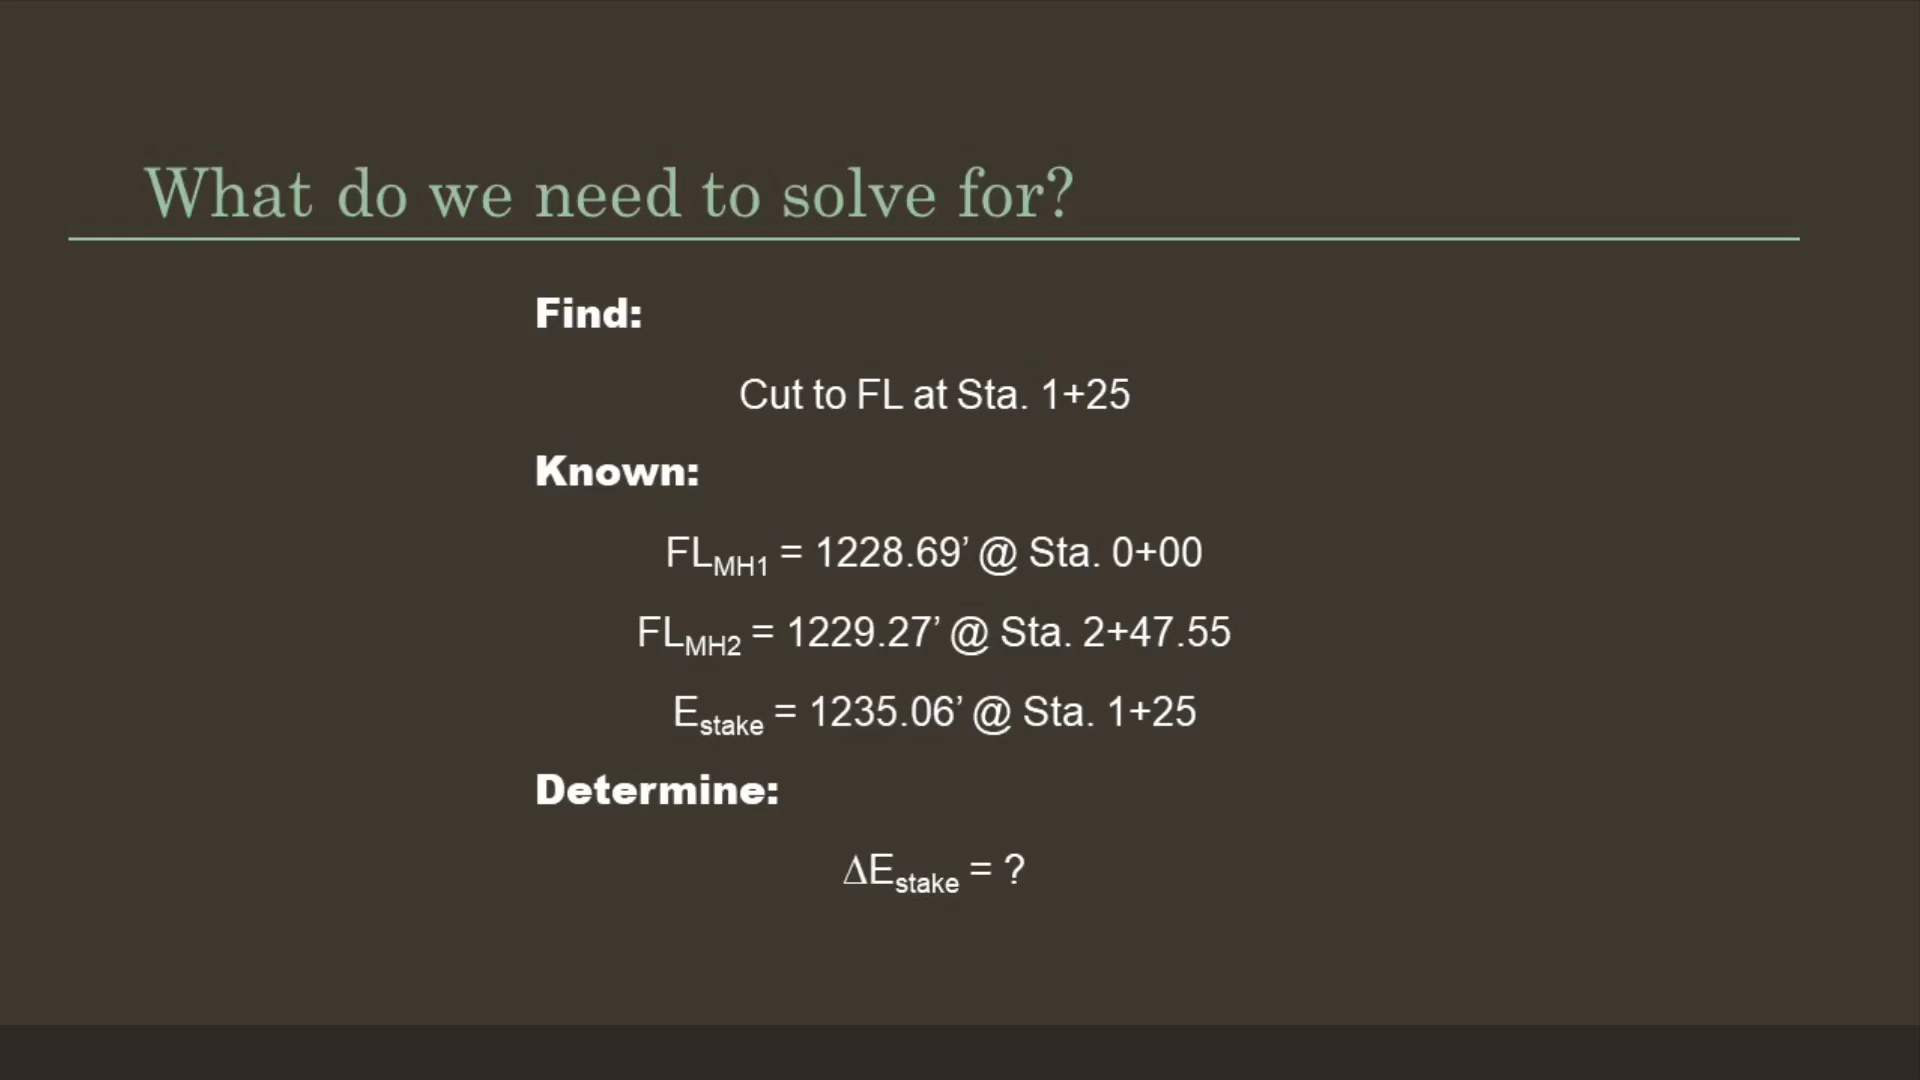 What do we need to solve for?
Find:
Cut to FL at Sta. 1+25
Known:
FLMH1 = 1228.69’ @ Sta. 0+00
FLMH2 = 1229.27’ @ Sta. 2+47.55
Estake = 1235.06’ @ Sta. 1+25
Determine:
ΔEstake = ?